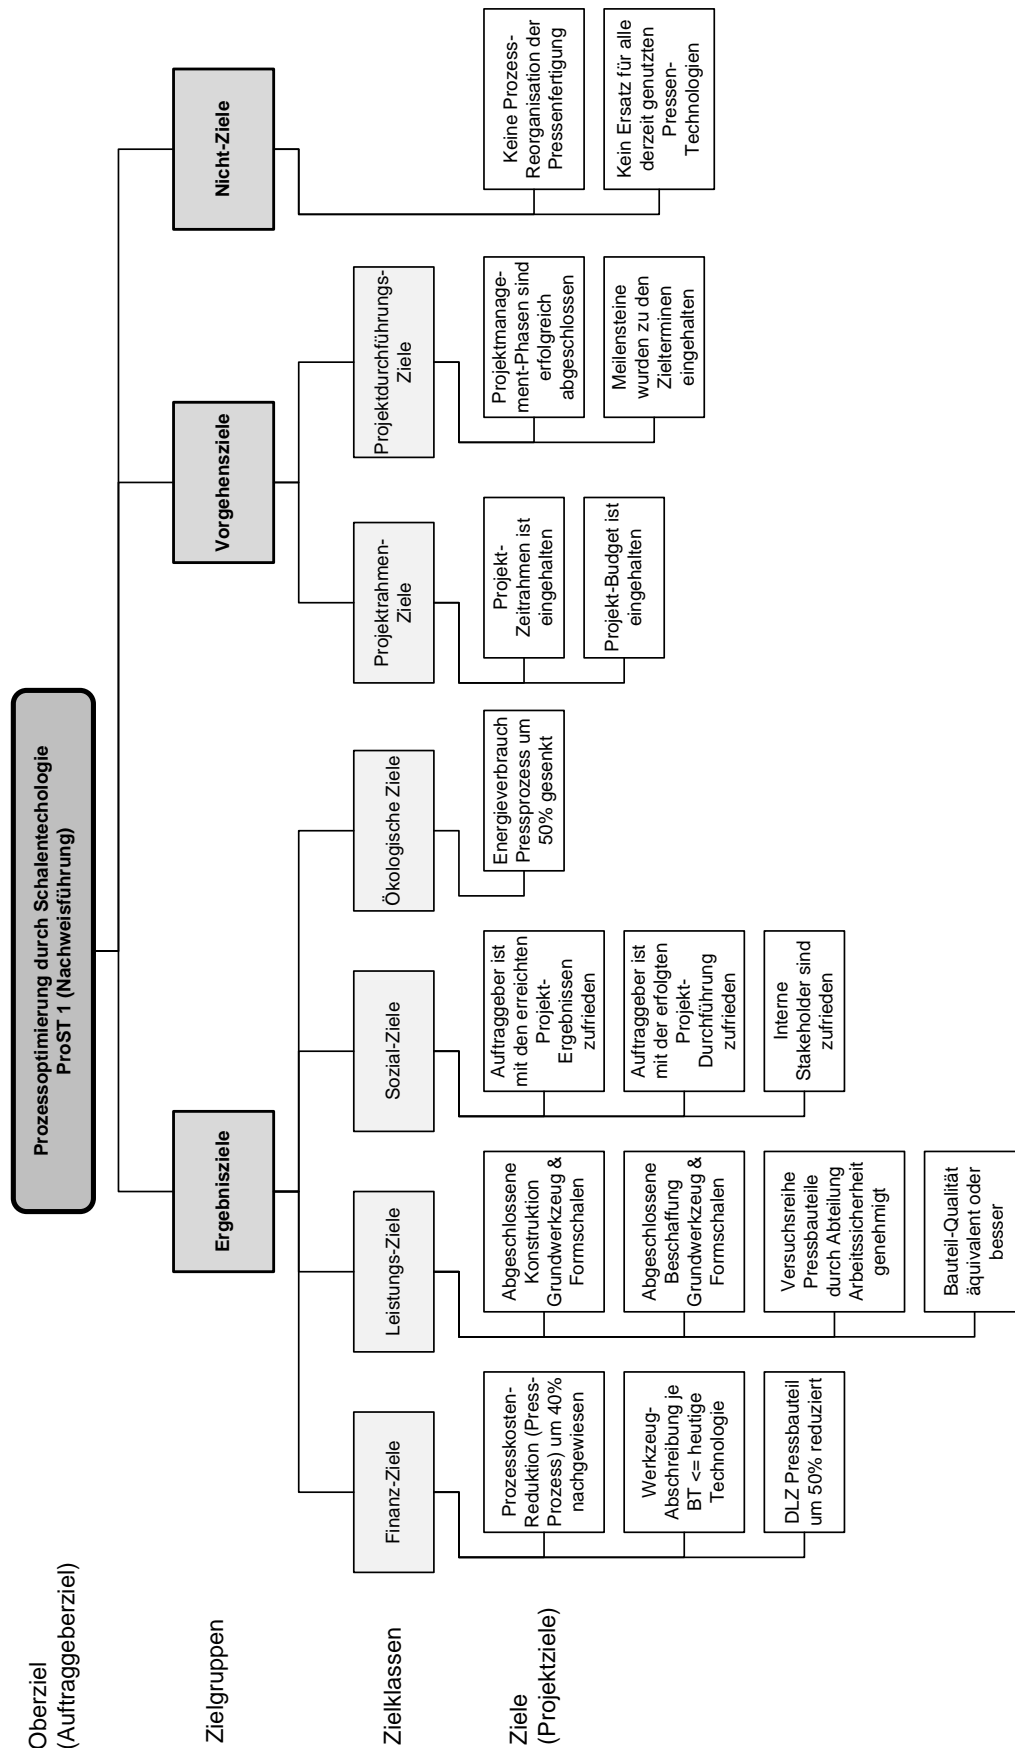 Oberziel
(Auftraggeberziel)
Prozessoptimierung durch Schalentechologie
ProST 1 (Nachweisführung)
Zielgruppen
Ergebnisziele
Vorgehensziele
Nicht-Ziele
Zielklassen
Finanz-Ziele
Leistungs-Ziele
Sozial-Ziele
Ökologische Ziele
Projektrahmen-
Ziele
Projektdurchführungs-
Ziele
Ziele
(Projektziele)
Prozesskosten-
Reduktion (Press-
Prozess) um 40%
nachgewiesen
Werkzeug-
Abschreibung je
BT <= heutige
Technologie
DLZ Pressbauteil
um 50% reduziert
Abgeschlossene
Konstruktion
Grundwerkzeug &
Formschalen
Abgeschlossene
Beschaffung
Grundwerkzeug &
Formschalen
Versuchsreihe
Pressbauteile
durch Abteilung
Arbeitssicherheit
genehmigt
Bauteil-Qualität
äquivalent oder
besser
Auftraggeber ist
mit den erreichten
Projekt-
Ergebnissen
zufrieden
Auftraggeber ist
mit der erfolgten
Projekt-
Durchführung
zufrieden
Interne
Stakeholder sind
zufrieden
Energieverbrauch
Pressprozess um
50% gesenkt
Projekt-
Zeitrahmen ist
eingehalten
Projekt-Budget ist
eingehalten
Projektmanage-
ment-Phasen sind
erfolgreich
abgeschlossen
Meilensteine
wurden zu den
Zielterminen
eingehalten
Keine Prozess-
Reorganisation der
Pressenfertigung
Kein Ersatz für alle
derzeit genutzten
Pressen-
Technologien